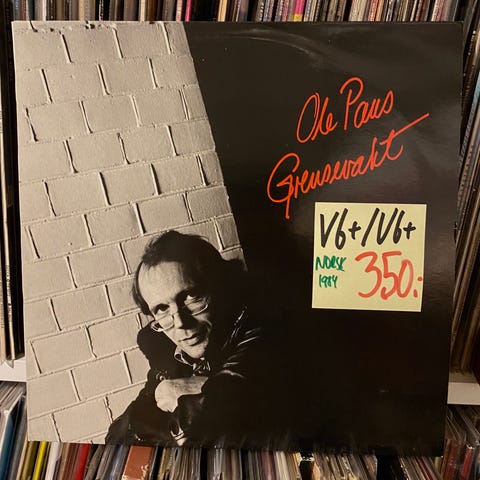 Ole Paus
Grensevakt
VG+/VG+
NORSK
1984
350:-